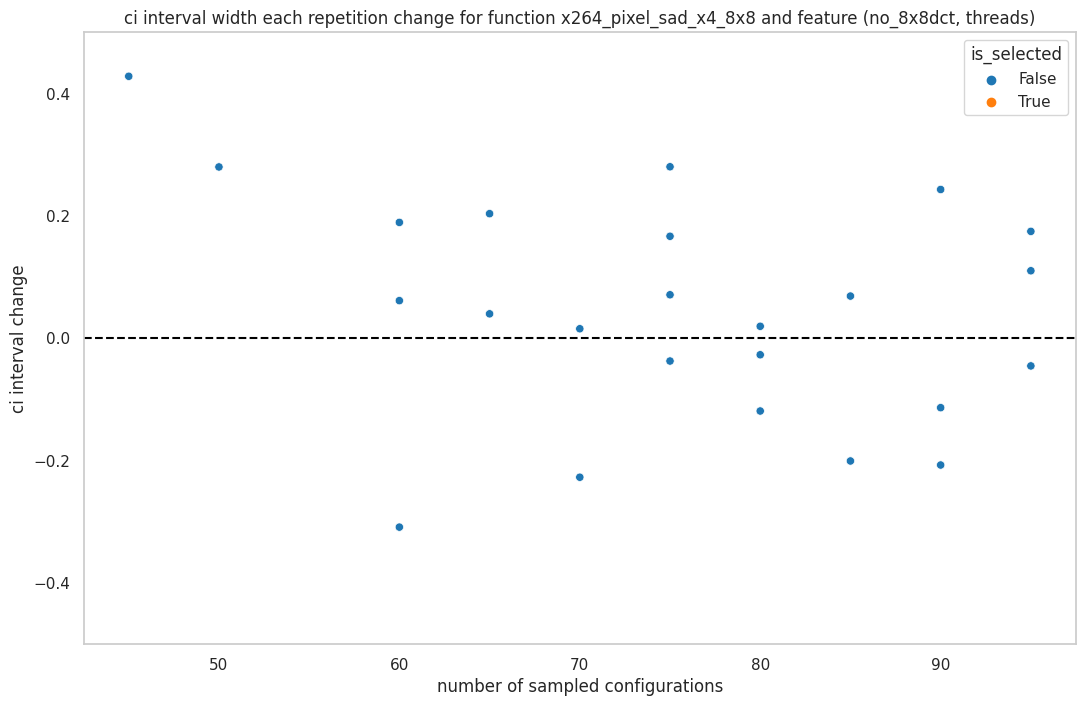 ci interval width each repetition change for function x264_pixel_sad_x4_8x8 and feature (no_8x8dct, threads)
is_selected
False
True
0.4
0.2
0.0
−0.2
−0.4
ci interval change
50 60 70 80 90
number of sampled configurations